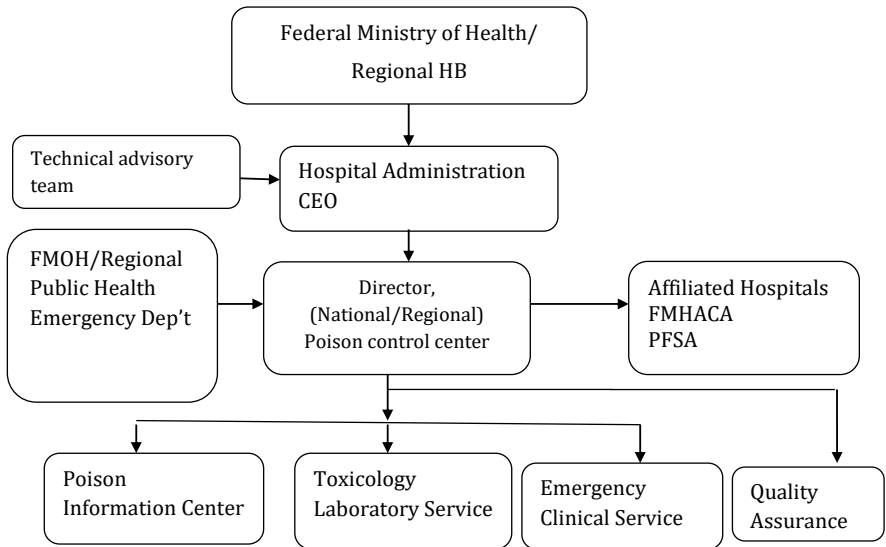 Federal Ministry of Health/
Regional HB
Technical advisory
team
Hospital Administration
CEO
FMOH/Regional
Public Health
Emergency Dep't
Director,
(National/Regional)
Poison control center
Affiliated Hospitals
FMHACA
PFSA
Poison
Information Center
Toxicology
Laboratory Service
Emergency
Clinical Service
Quality
Assurance